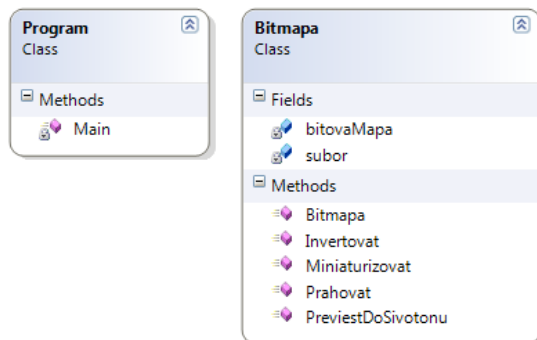 Program
Class
Methods
Main
Bitmapa
Class
Fields
bitovaMapa
subor
Methods
Bitmapa
Invertovat
Miniaturizovat
Prahovat
PreviestDoSivotonu